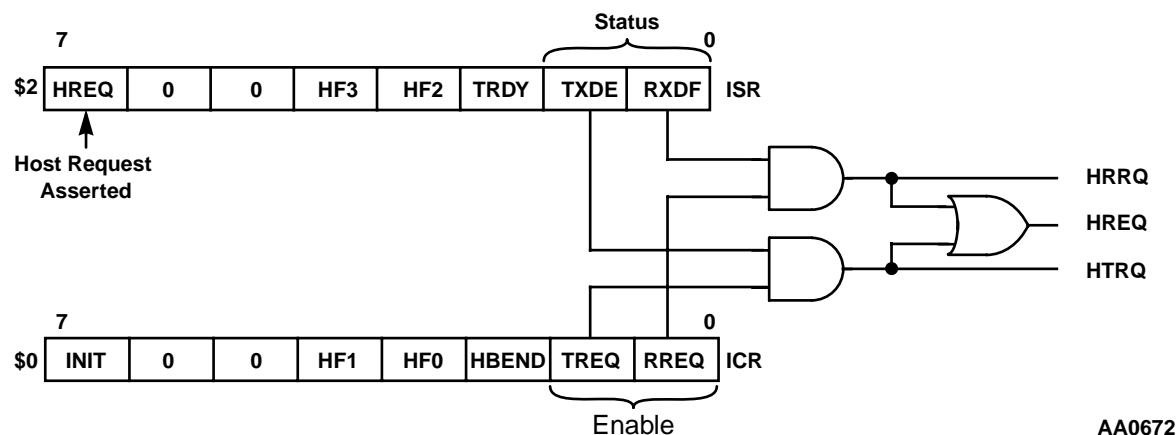 Status
7 0
$2 HREQ 0 0 HF3 HF2 TRDY TXDE RXDF ISR
Host Request
Asserted
HRRQ
HREQ
HTRQ
7 0
$0 INIT 0 0 HF1 HF0 HBEND TREQ RREQ ICR
Enable
AA0672